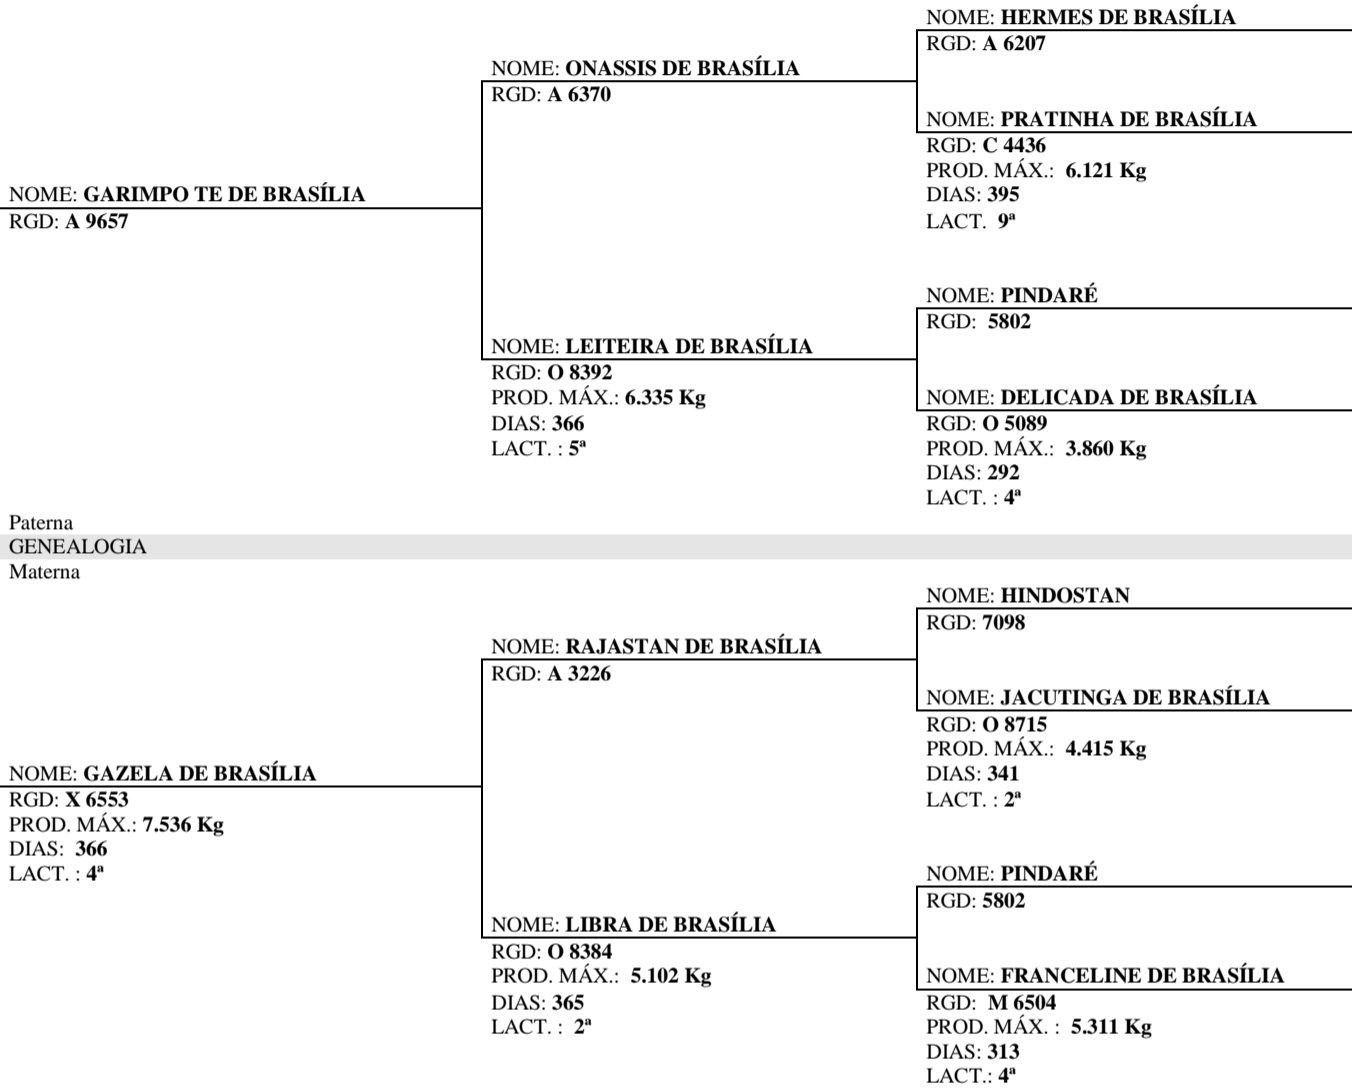 NOME: HERMES DE BRASÍLIA
RGD: A 6207
NOME: ONASSIS DE BRASÍLIA
RGD: A 6370
NOME: PRATINHA DE BRASÍLIA
RGD: C 4436
PROD. MÁX.: 6.121 Kg
DIAS: 395
LACT. 9ª
NOME: GARIMPO TE DE BRASÍLIA
RGD: A 9657
NOME: PINDARÉ
RGD: 5802
NOME: LEITEIRA DE BRASÍLIA
RGD: O 8392
PROD. MÁX.: 6.335 Kg
DIAS: 366
LACT. : 5ª
NOME: DELICADA DE BRASÍLIA
RGD: O 5089
PROD. MÁX.: 3.860 Kg
DIAS: 292
LACT. : 4ª
Paterna
GENEALOGIA
Materna
NOME: HINDOSTAN
RGD: 7098
NOME: RAJASTAN DE BRASÍLIA
RGD: A 3226
NOME: JACUTINGA DE BRASÍLIA
RGD: O 8715
PROD. MÁX.: 4.415 Kg
DIAS: 341
LACT. : 2ª
NOME: GAZELA DE BRASÍLIA
RGD: X 6553
PROD. MÁX.: 7.536 Kg
DIAS: 366
LACT. : 4ª
NOME: PINDARÉ
RGD: 5802
NOME: LIBRA DE BRASÍLIA
RGD: O 8384
PROD. MÁX.: 5.102 Kg
DIAS: 365
LACT. : 2ª
NOME: FRANCELINE DE BRASÍLIA
RGD: M 6504
PROD. MÁX. : 5.311 Kg
DIAS: 313
LACT.: 4ª